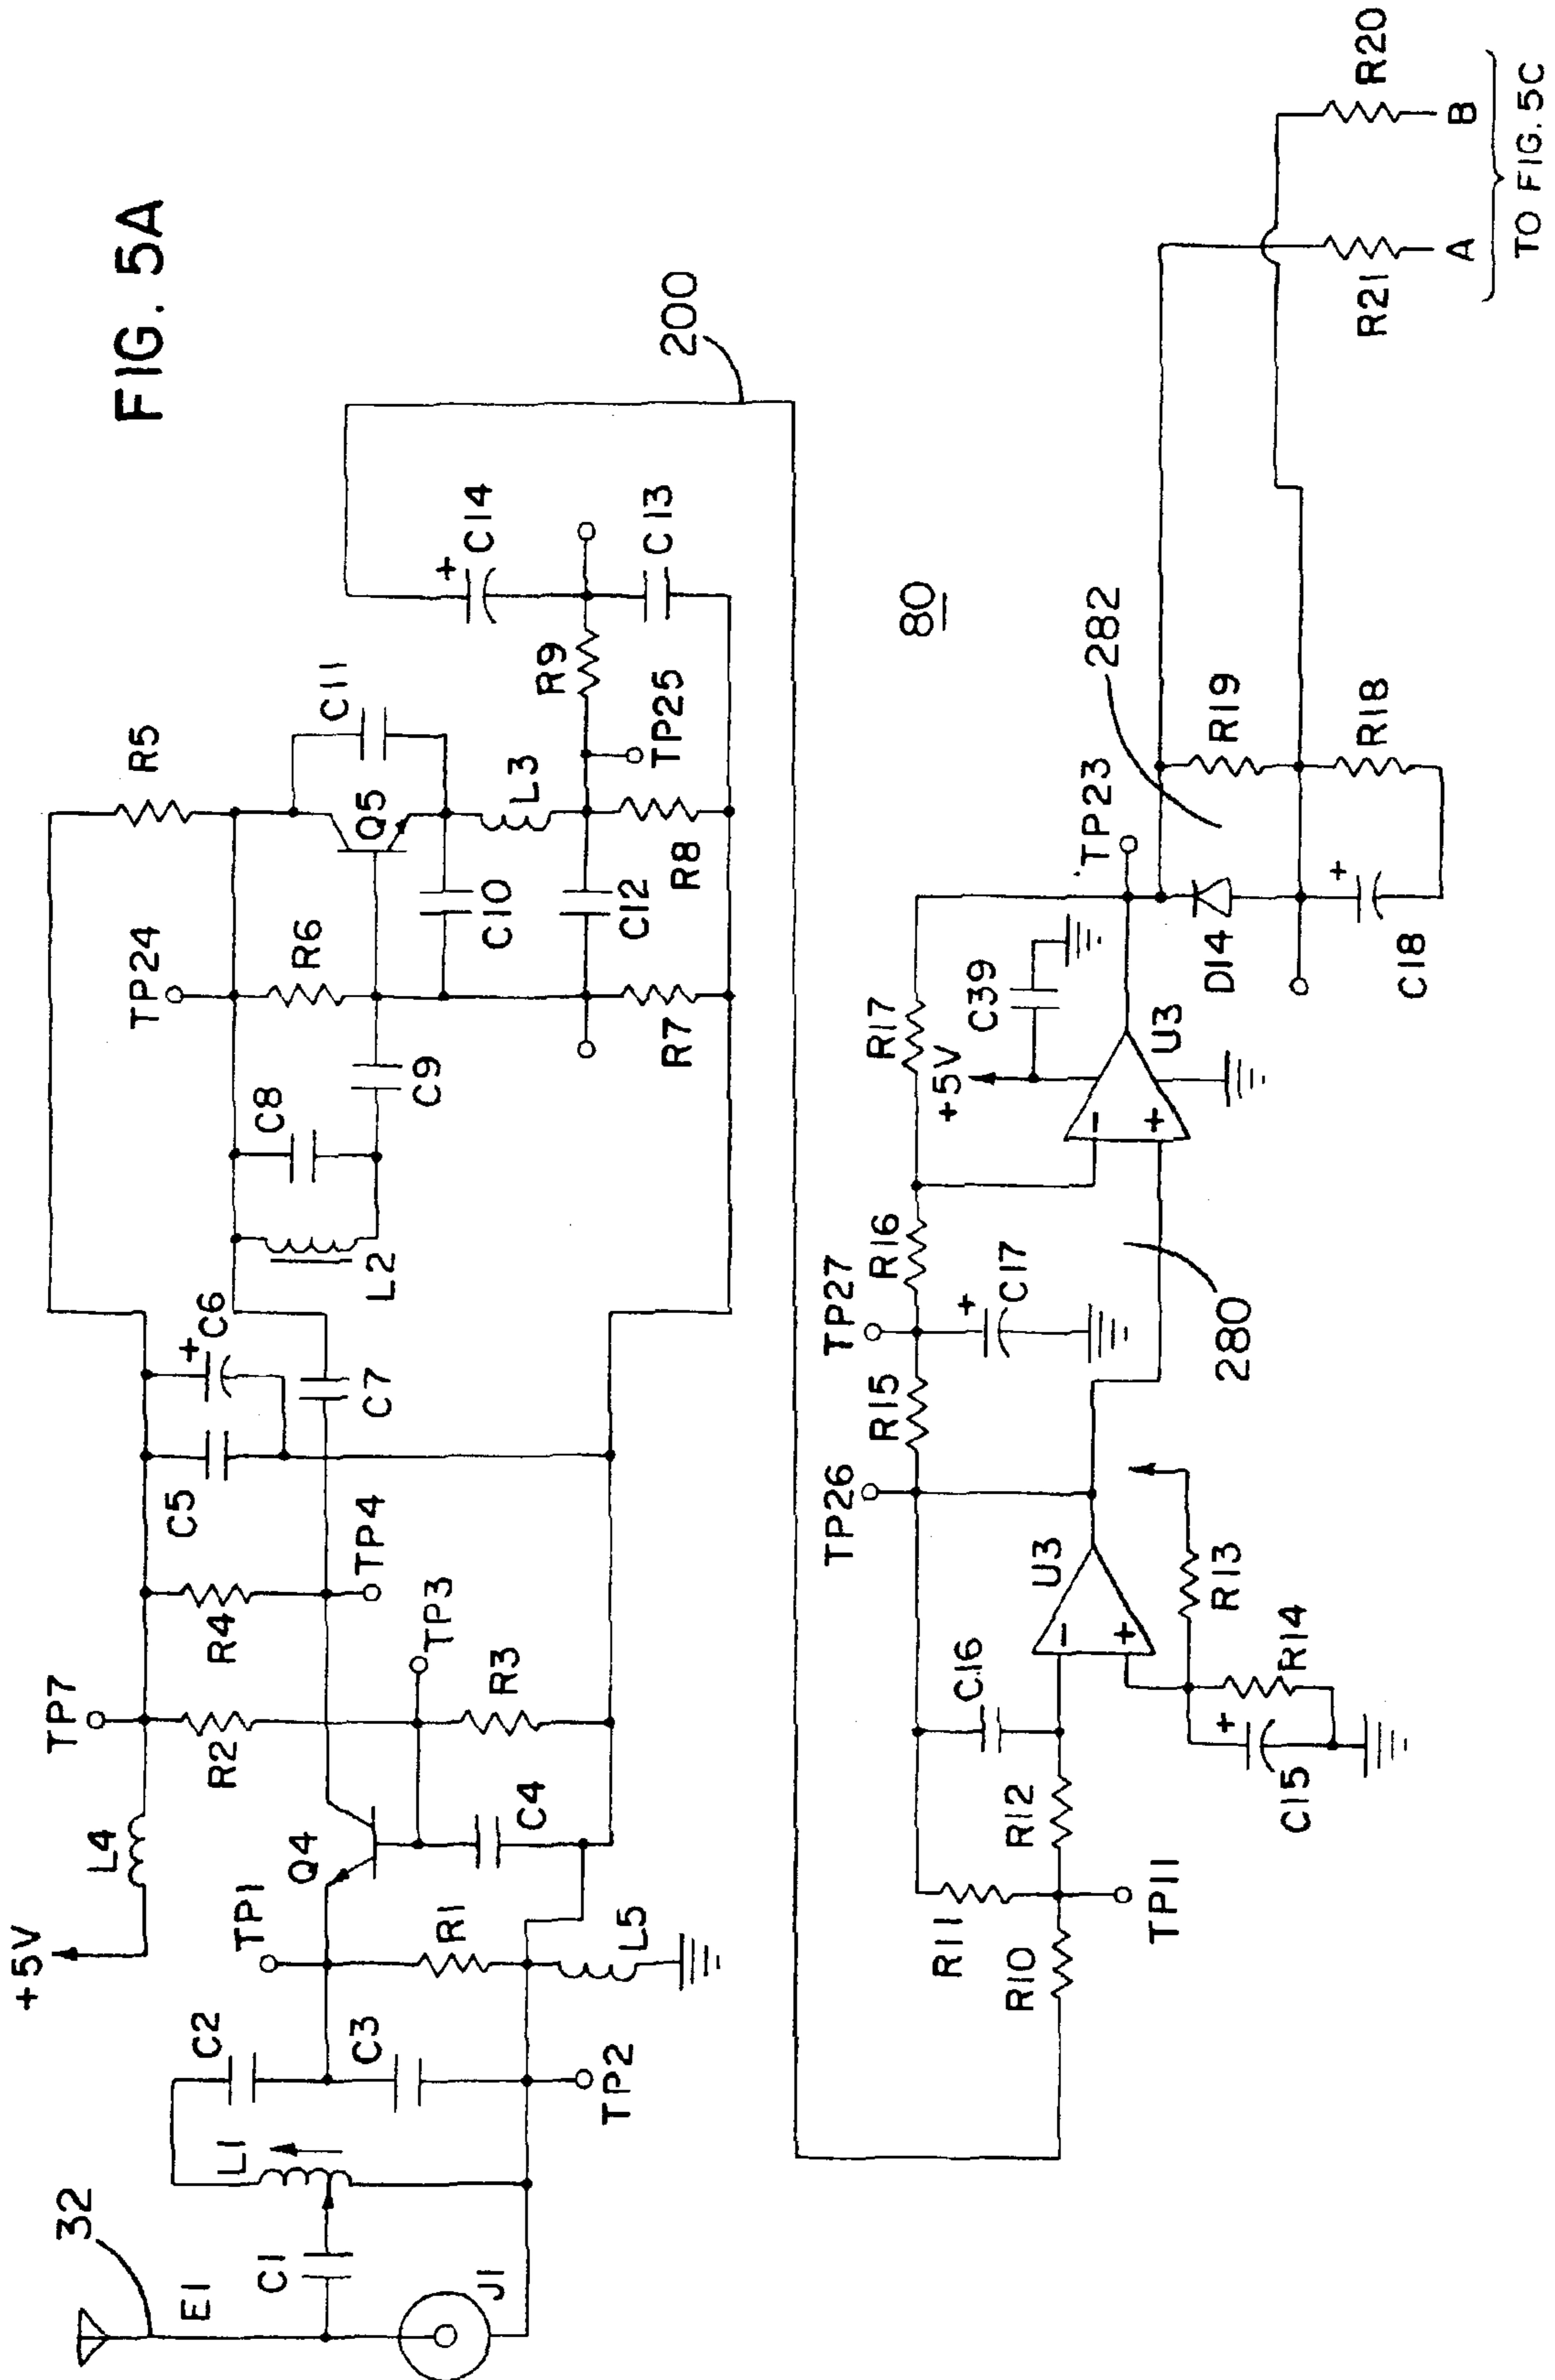 FIG. 5A
+5V
L4
TP7
R2
R4
C5
C6
+
R5
32
E1
C1
J1
L1
C2
C3
TP2
TP1
R1
L5
Q4
C4
TP3
R3
TP4
C7
L2
C8
C9
TP24
R6
R7
C10
C12
Q5
C11
L3
R8
TP25
R9
C14
+
C13
200
80
R10
R11
TP11
R12
C16
C15
+
R14
R13
U3
-
+
TP26
R15
TP27
C17
+
R16
280
R17
+5V
C39
U3
-
+
TP23
282
D14
C18
+
R19
R18
R21
R20
A
B
TO FIG. 5C